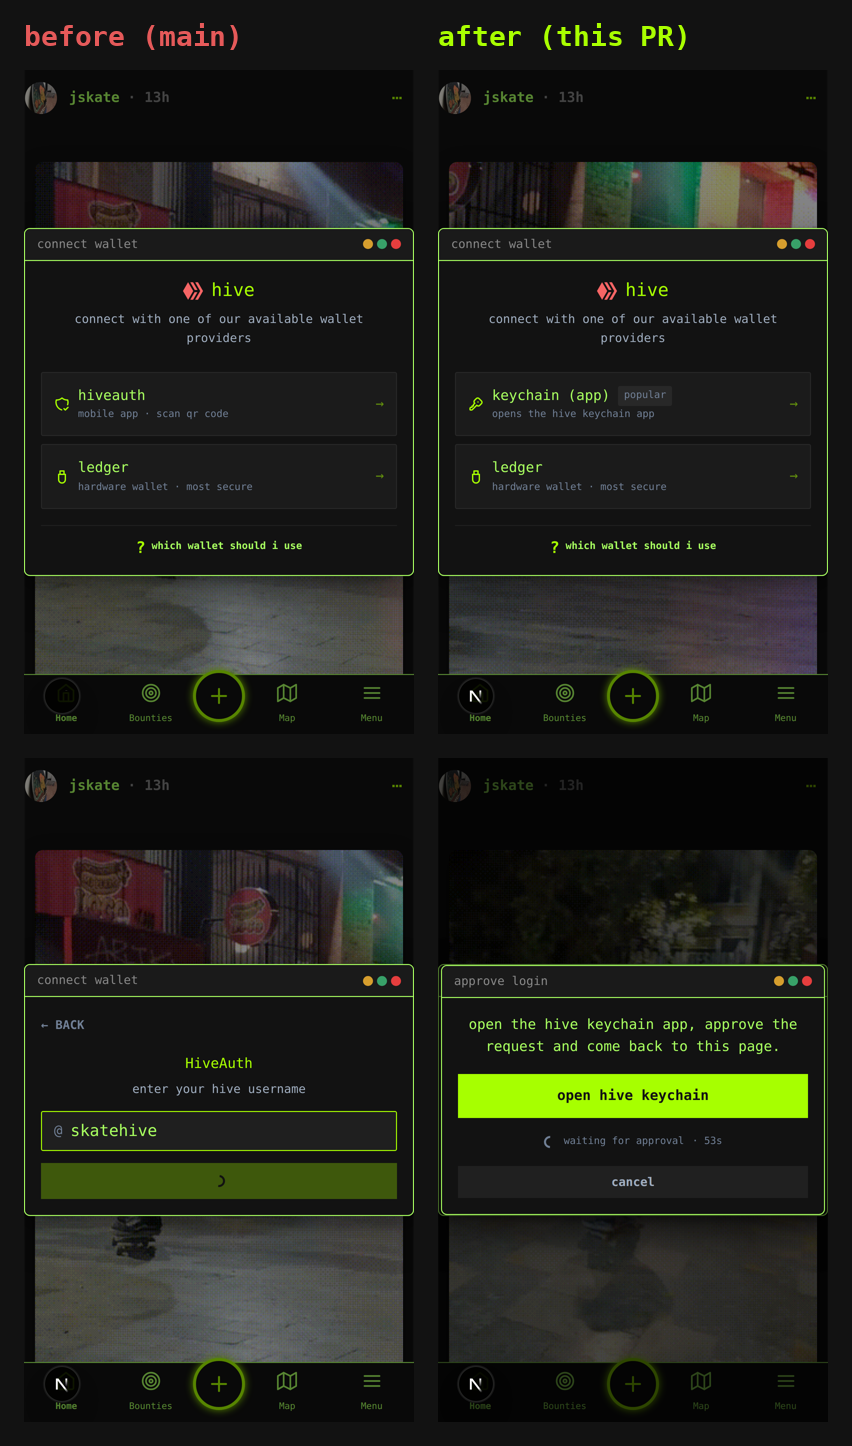 before (main)
after (this PR)
jskate · 13h
connect wallet
hive
connect with one of our available wallet
providers
hiveauth
mobile app · scan qr code
→
ledger
hardware wallet · most secure
→
? which wallet should i use
Home
Bounties
Map
Menu
jskate · 13h
connect wallet
hive
connect with one of our available wallet
providers
keychain (app) popular
opens the hive keychain app
→
ledger
hardware wallet · most secure
→
? which wallet should i use
N
Home
Bounties
Map
Menu
jskate · 13h
connect wallet
← BACK
HiveAuth
enter your hive username
@ skatehive
N
Home
Bounties
Map
Menu
jskate · 13h
approve login
open the hive keychain app, approve the
request and come back to this page.
open hive keychain
waiting for approval · 53s
cancel
N
Home
Bounties
Map
Menu